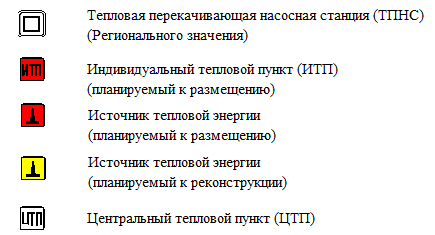 Тепловая перекачивающая насосная станция (ТПНС)
(Регионального значения)
ИТП Индивидуальный тепловой пункт (ИТП)
(планируемый к размещению)
Источник тепловой энергии
(планируемый к размещению)
Источник тепловой энергии
(планируемый к реконструкции)
ЦТП Центральный тепловой пункт (ЦТП)